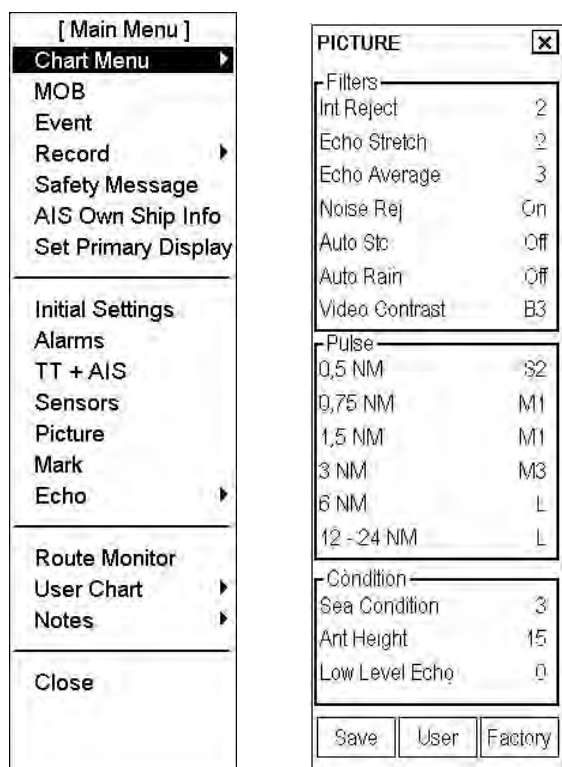 [ Main Menu ]
Chart Menu
MOB
Event
Record
Safety Message
AIS Own Ship Info
Set Primary Display
Initial Settings
Alarms
TT + AIS
Sensors
Picture
Mark
Echo
Route Monitor
User Chart
Notes
Close
PICTURE
Filters
Int Reject 2
Echo Stretch 2
Echo Average 3
Noise Rej On
Auto Stc Off
Auto Rain Off
Video Contrast B3
Pulse
0,5 NM S2
0,75 NM M1
1,5 NM M1
3 NM M3
6 NM L
12 - 24 NM L
Condition
Sea Condition 3
Ant Height 15
Low Level Echo 0
Save User Factory